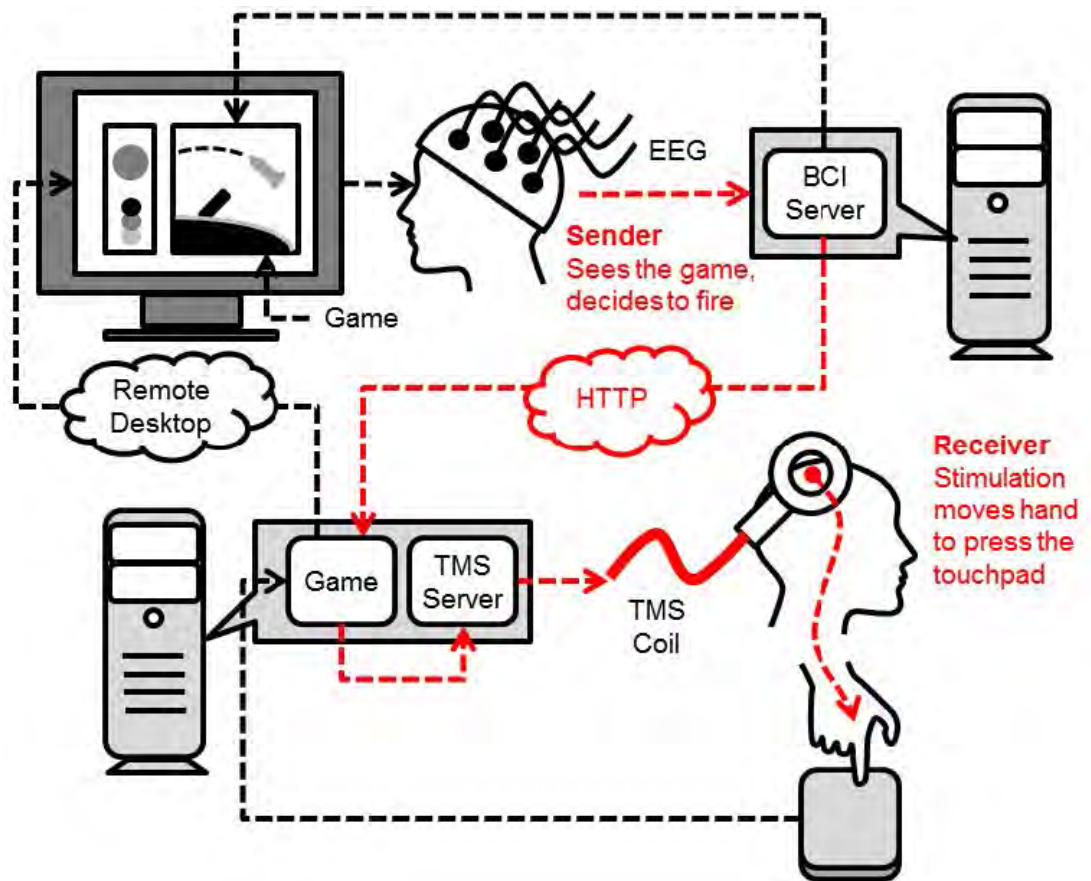 EEG
BCI
Server
Sender
Sees the game,
decides to fire
Game
Remote
Desktop
HTTP
Receiver
Stimulation
moves hand
to press the
touchpad
Game
TMS
Server
TMS
Coil